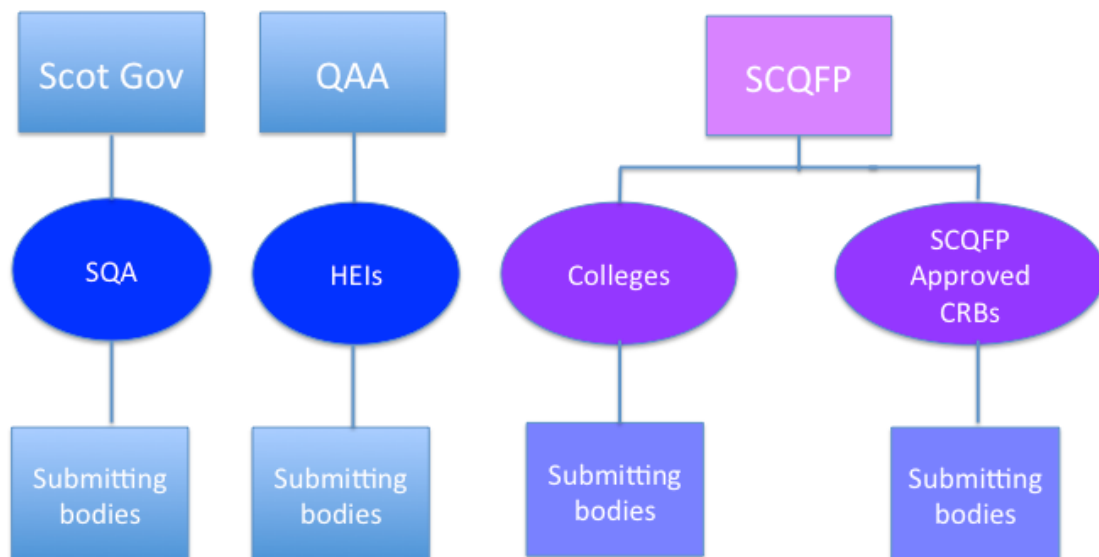 Scot Gov
QAA
SCQFP
SQA
HEIs
Colleges
SCQFP
Approved
CRBs
Submitting
bodies
Submitting
bodies
Submitting
bodies
Submitting
bodies